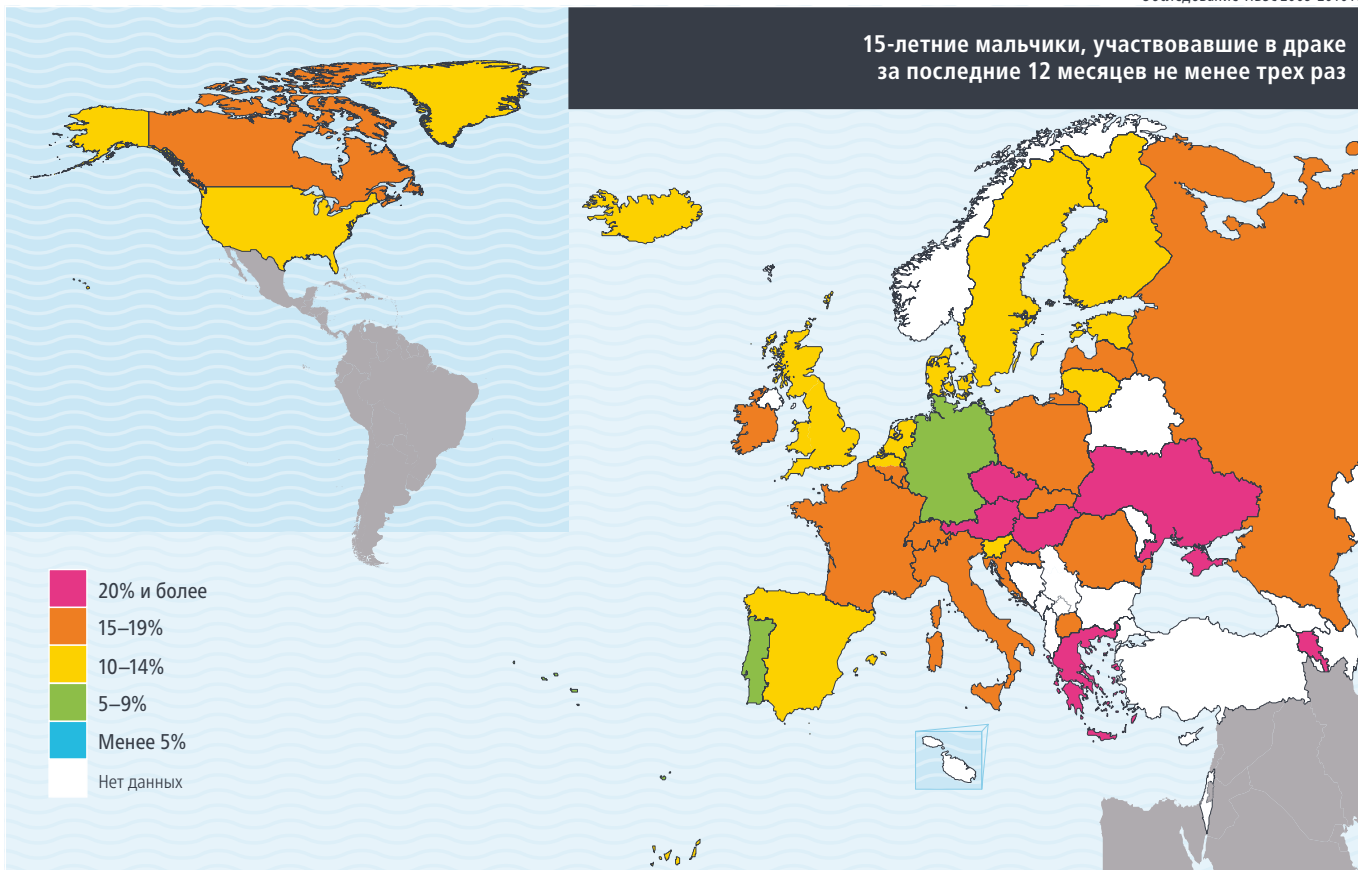 15-летние мальчики, участвовавшие в драке
за последние 12 месяцев не менее трех раз
20% и более
15–19%
10–14%
5–9%
Менее 5%
Нет данных